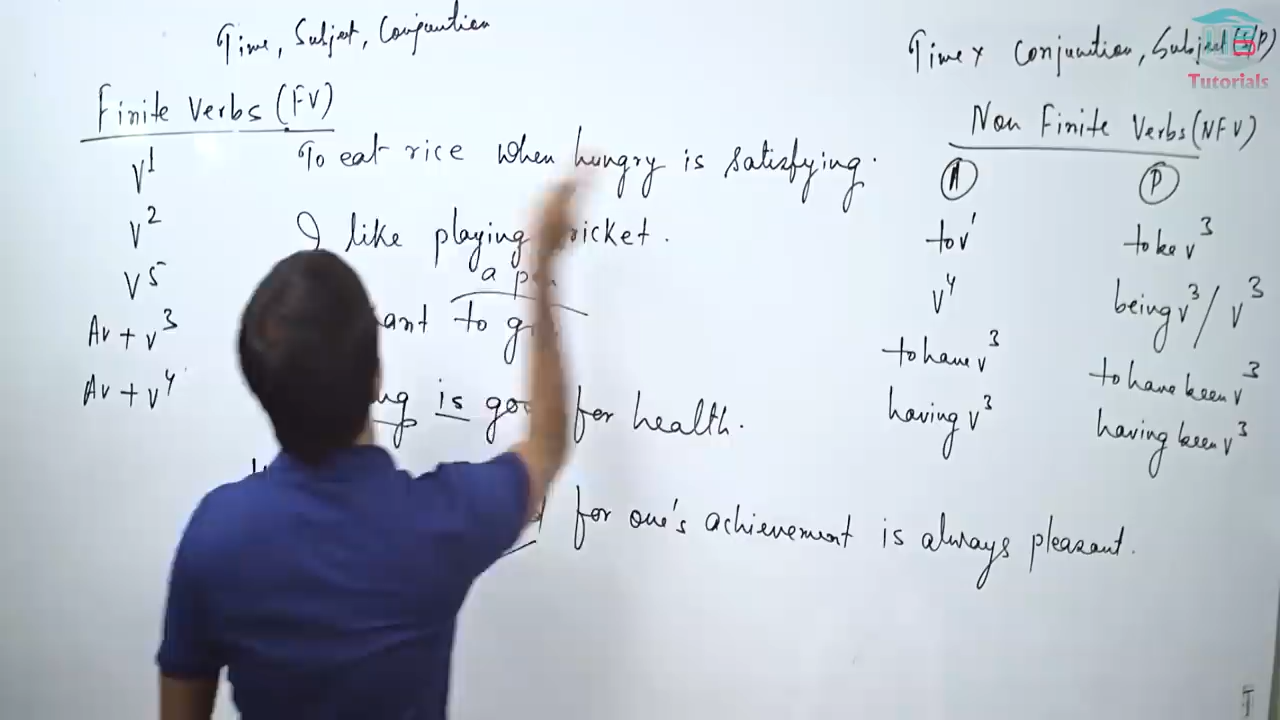 Time, Subject, Conjunction
Time x Conjunction, Subject (S/P)
Tutorials
Finite Verbs (FV)
Non Finite Verbs (NFV)
V1
V2
V5
Av + V3
Av + V4
To eat rice when hungry is satisfying.
I like playing
a
to
is
for health.
for one's achievement is always pleasant.
A
to V1
V4
to have V3
having V3
P
to be V3
being V3 / V3
to have been V3
having been V3